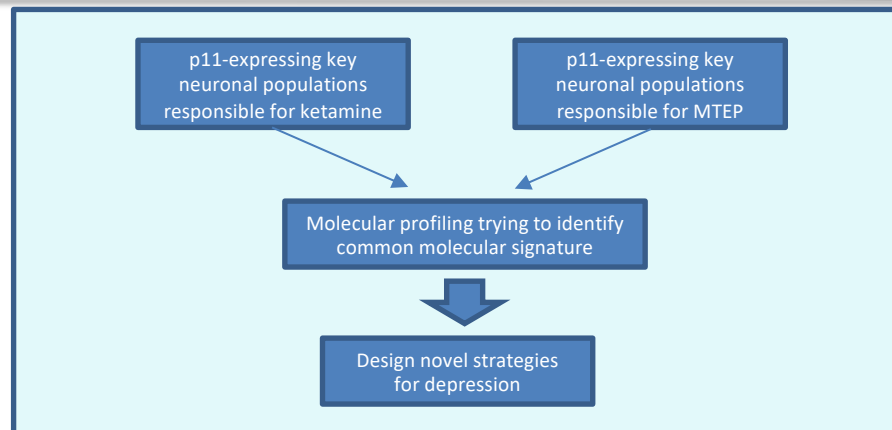 p11-expressing key
neuronal populations
responsible for ketamine
p11-expressing key
neuronal populations
responsible for MTEP
Molecular profiling trying to identify
common molecular signature
Design novel strategies
for depression